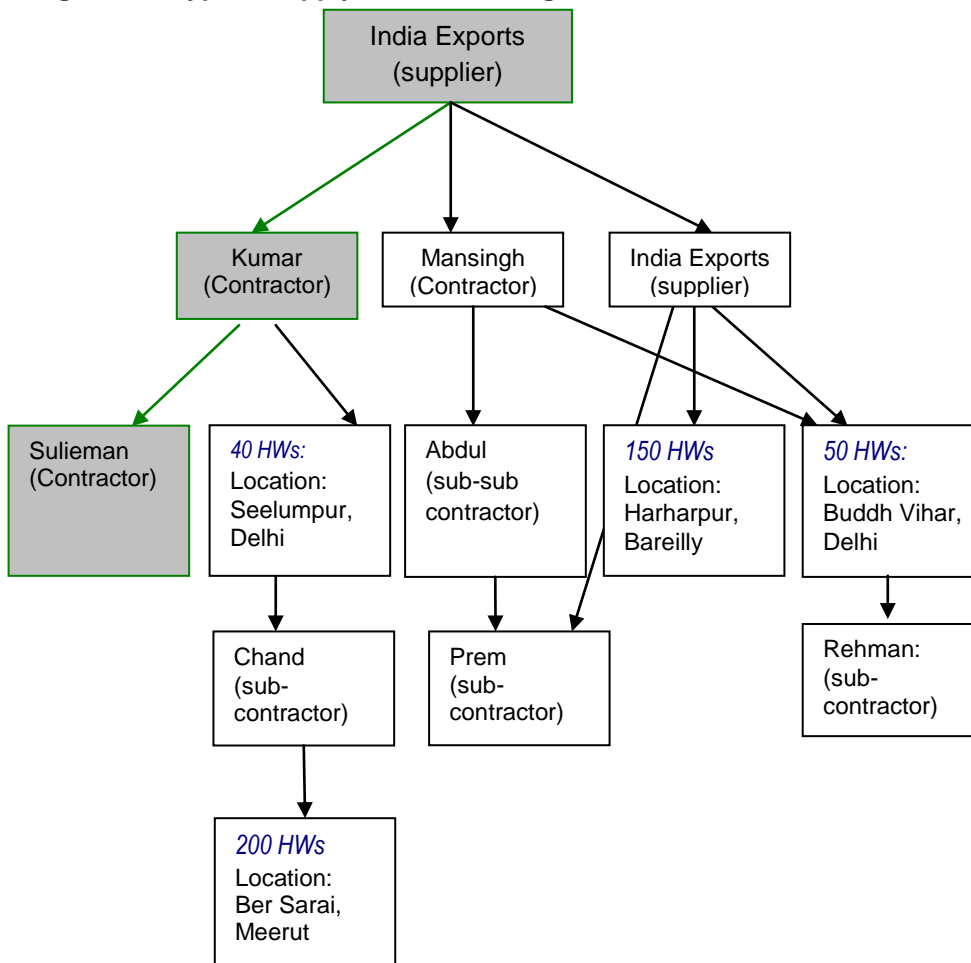 India Exports
(supplier)
Kumar
(Contractor)
Mansingh
(Contractor)
India Exports
(supplier)
Sulieman
(Contractor)
40 HWs:
Location:
Seelumpur,
Delhi
Abdul
(sub-sub
contractor)
150 HWs
Location:
Harharpur,
Bareilly
50 HWs:
Location:
Buddh Vihar,
Delhi
Chand
(sub-
contractor)
Prem
(sub-
contractor)
Rehman:
(sub-
contractor)
200 HWs
Location:
Ber Sarai,
Meerut